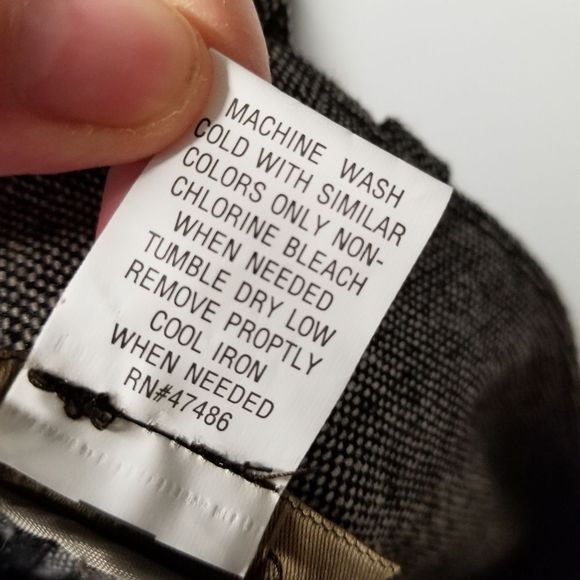 MACHINE WASH
COLD WITH SIMILAR
COLORS ONLY NON-
CHLORINE BLEACH
WHEN NEEDED
TUMBLE DRY LOW
REMOVE PROPTLY
COOL IRON
WHEN NEEDED
RN#47486